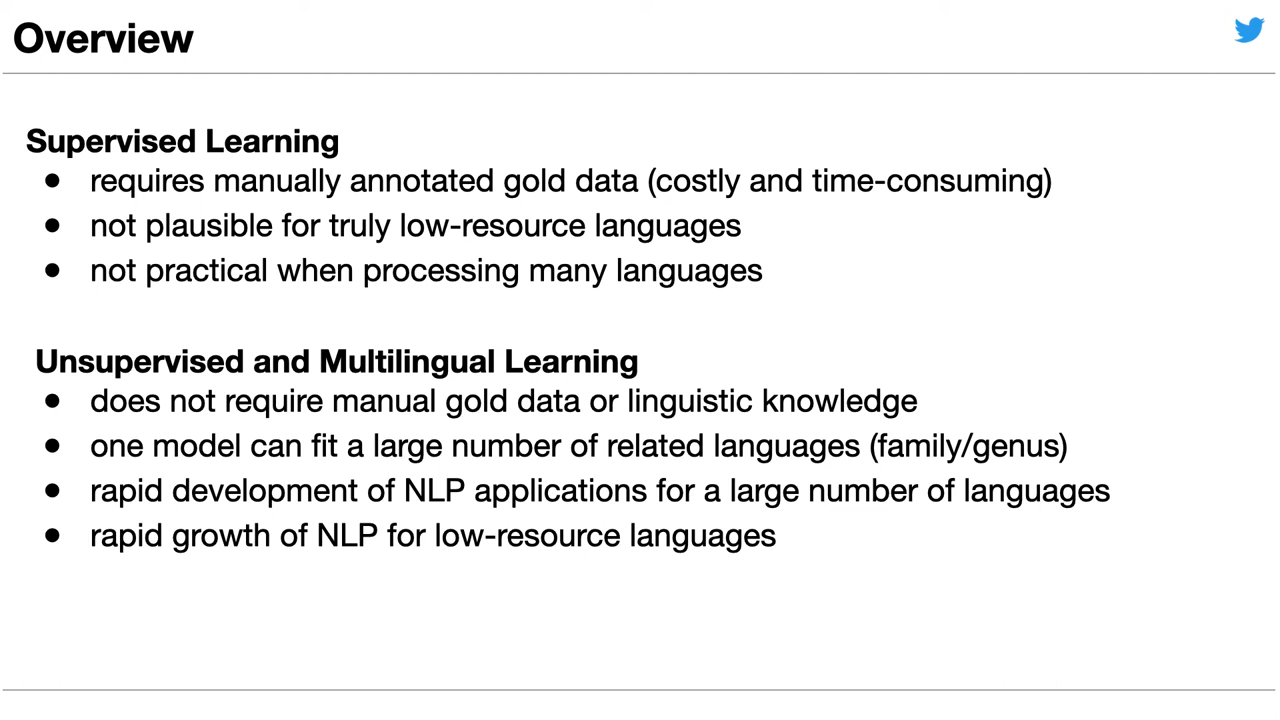 Overview
Supervised Learning
● requires manually annotated gold data (costly and time-consuming)
● not plausible for truly low-resource languages
● not practical when processing many languages
Unsupervised and Multilingual Learning
● does not require manual gold data or linguistic knowledge
● one model can fit a large number of related languages (family/genus)
● rapid development of NLP applications for a large number of languages
● rapid growth of NLP for low-resource languages